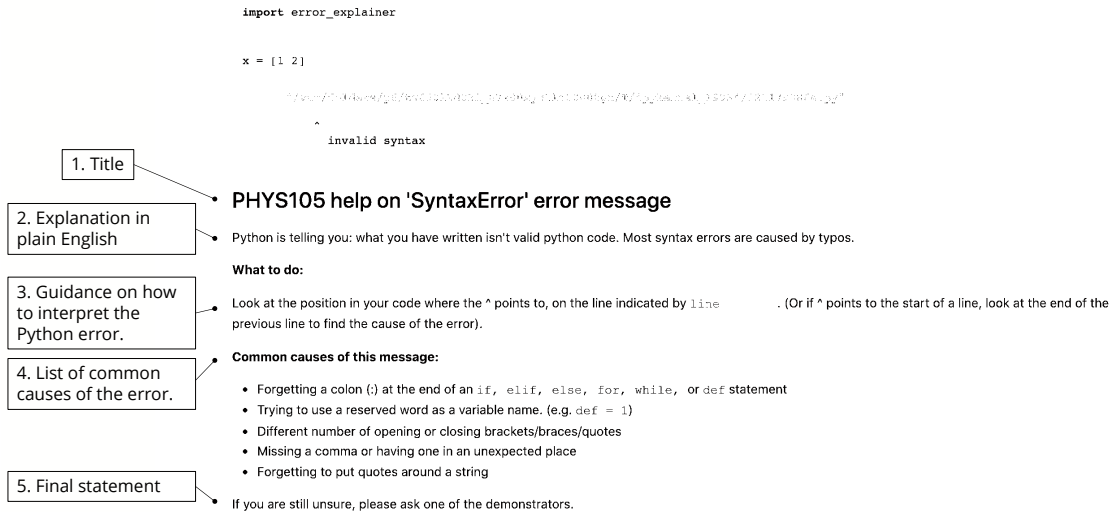 import error_explainer
x = [1 2]
^
invalid syntax
1. Title
PHYS105 help on 'SyntaxError' error message
2. Explanation in
plain English
Python is telling you: what you have written isn't valid python code. Most syntax errors are caused by typos.
What to do:
3. Guidance on how
to interpret the
Python error.
Look at the position in your code where the ^ points to, on the line indicated by line . (Or if ^ points to the start of a line, look at the end of the
previous line to find the cause of the error).
4. List of common
causes of the error.
Common causes of this message:
• Forgetting a colon (:) at the end of an if, elif, else, for, while, or def statement
• Trying to use a reserved word as a variable name. (e.g. def = 1)
• Different number of opening or closing brackets/braces/quotes
• Missing a comma or having one in an unexpected place
• Forgetting to put quotes around a string
5. Final statement
If you are still unsure, please ask one of the demonstrators.